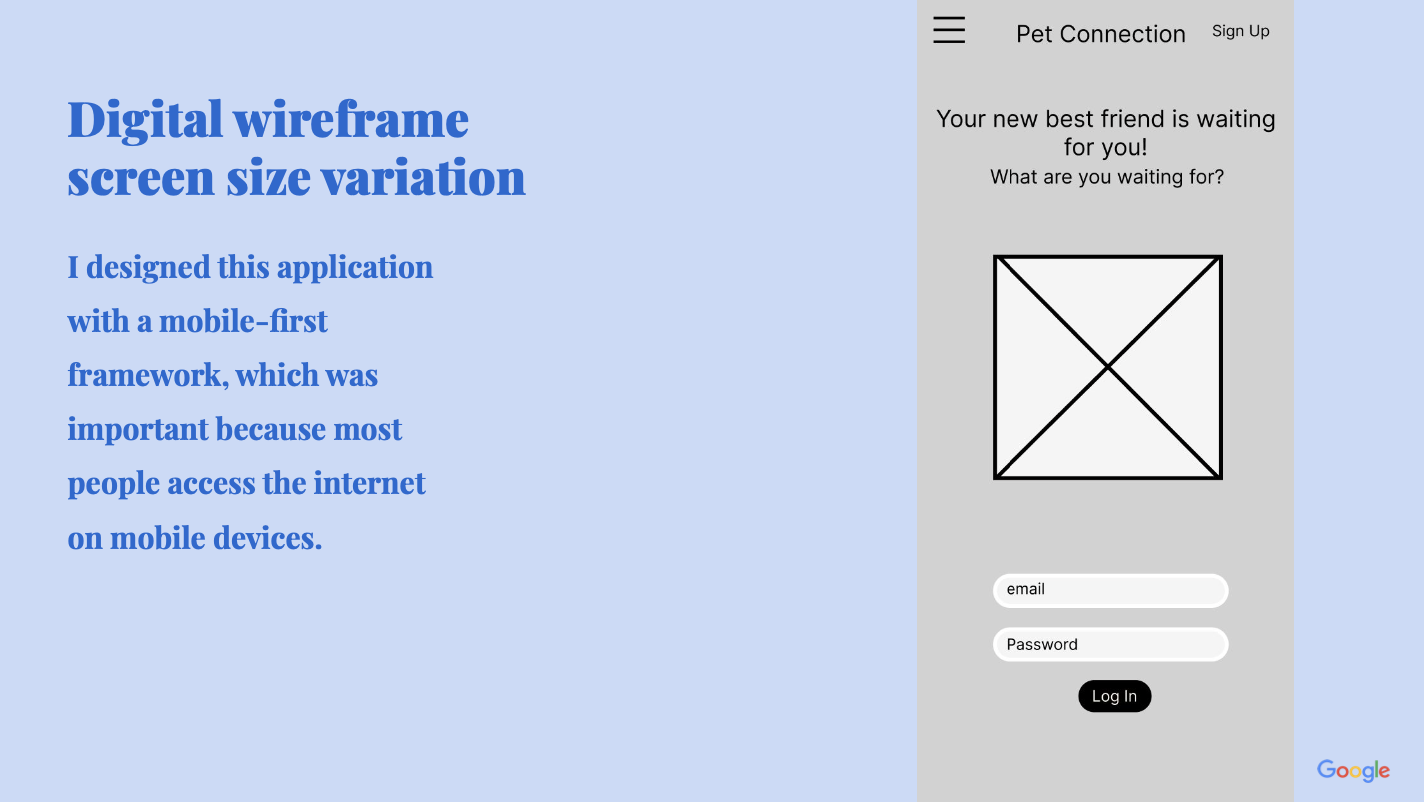 Digital wireframe
screen size variation
I designed this application
with a mobile-first
framework, which was
important because most
people access the internet
on mobile devices.
Pet Connection
Sign Up
Your new best friend is waiting
for you!
What are you waiting for?
email
Password
Log In
Google